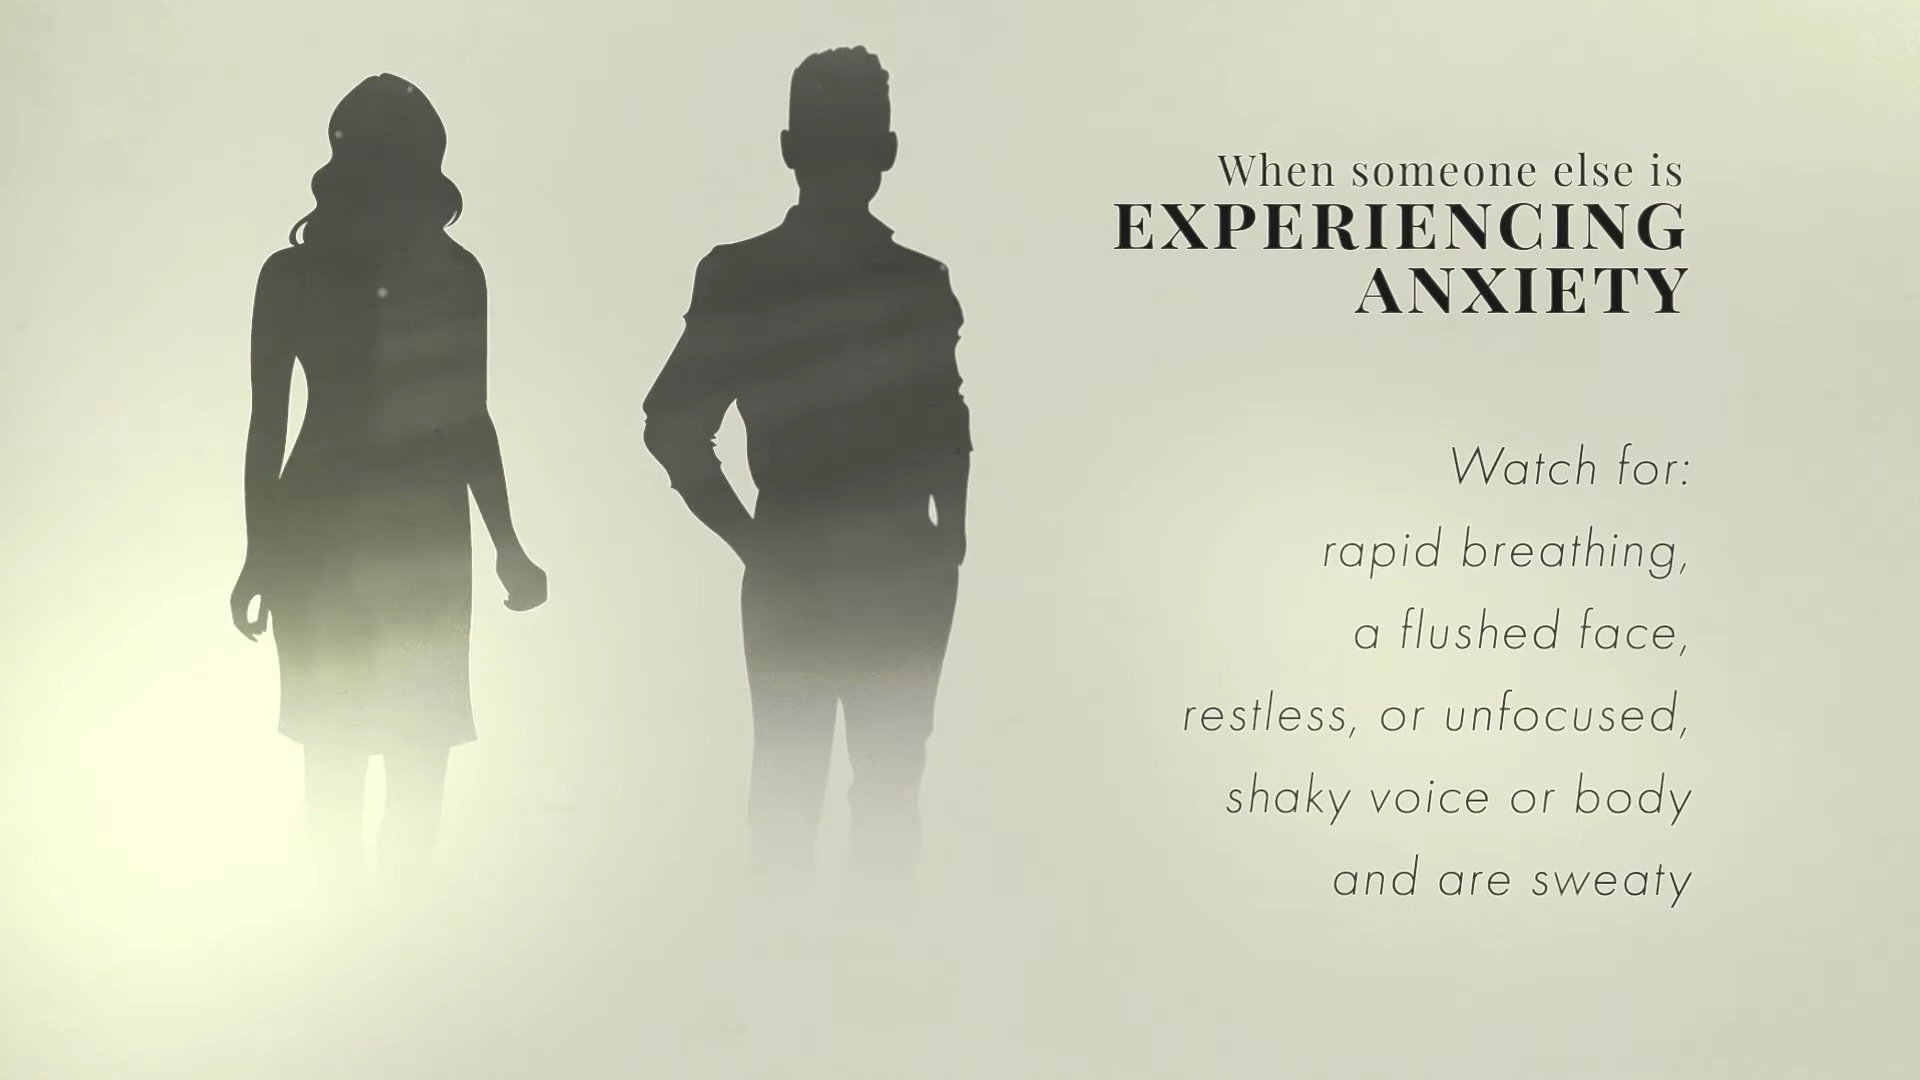 When someone else is
EXPERIENCING
ANXIETY
Watch for:
rapid breathing,
a flushed face,
restless, or unfocused,
shaky voice or body
and are sweaty